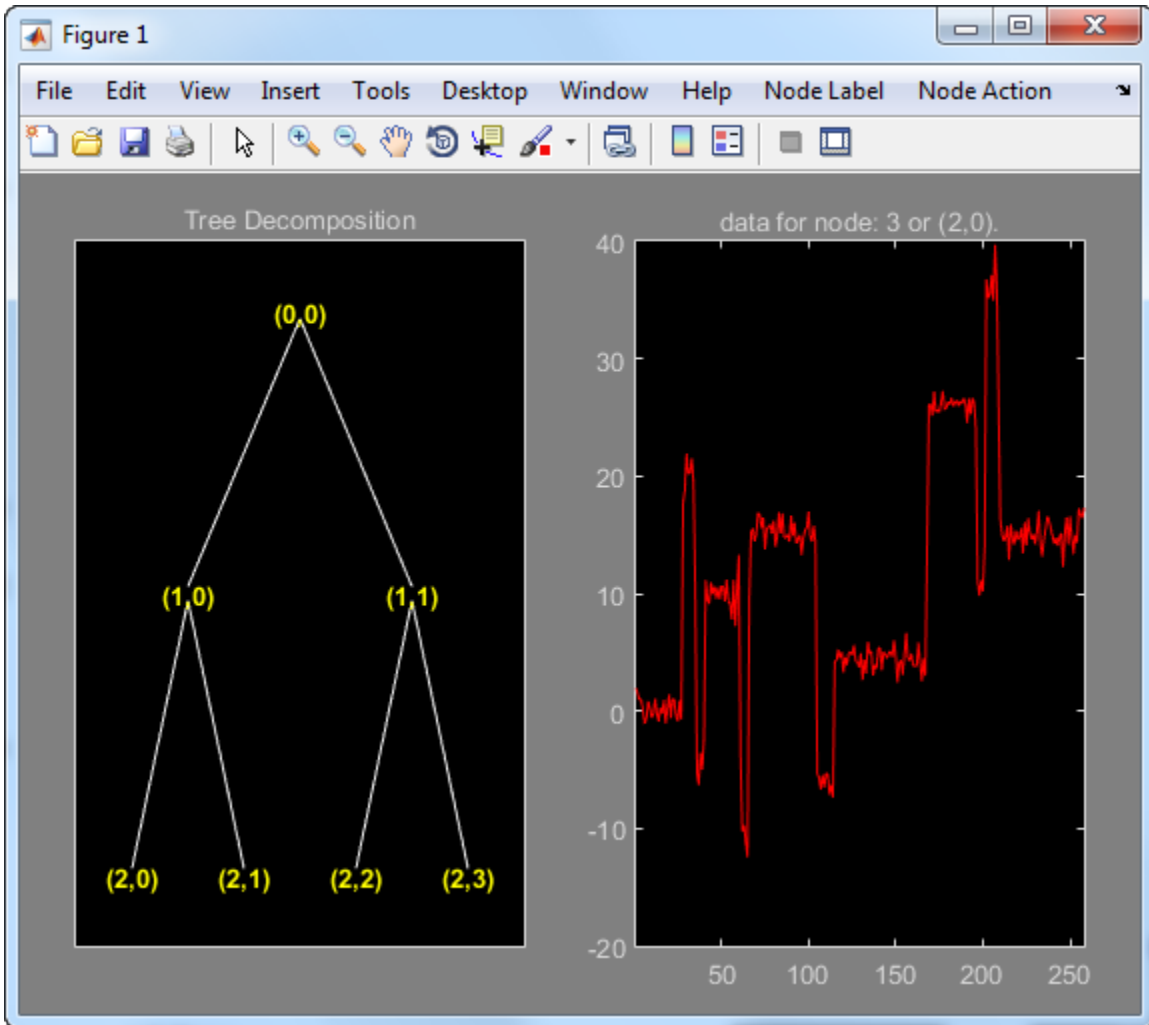 Figure 1
File Edit View Insert Tools Desktop Window Help Node Label Node Action
Tree Decomposition
(0,0)
(1,0) (1,1)
(2,0) (2,1) (2,2) (2,3)
data for node: 3 or (2,0).
40
30
20
10
0
-10
-20
50 100 150 200 250